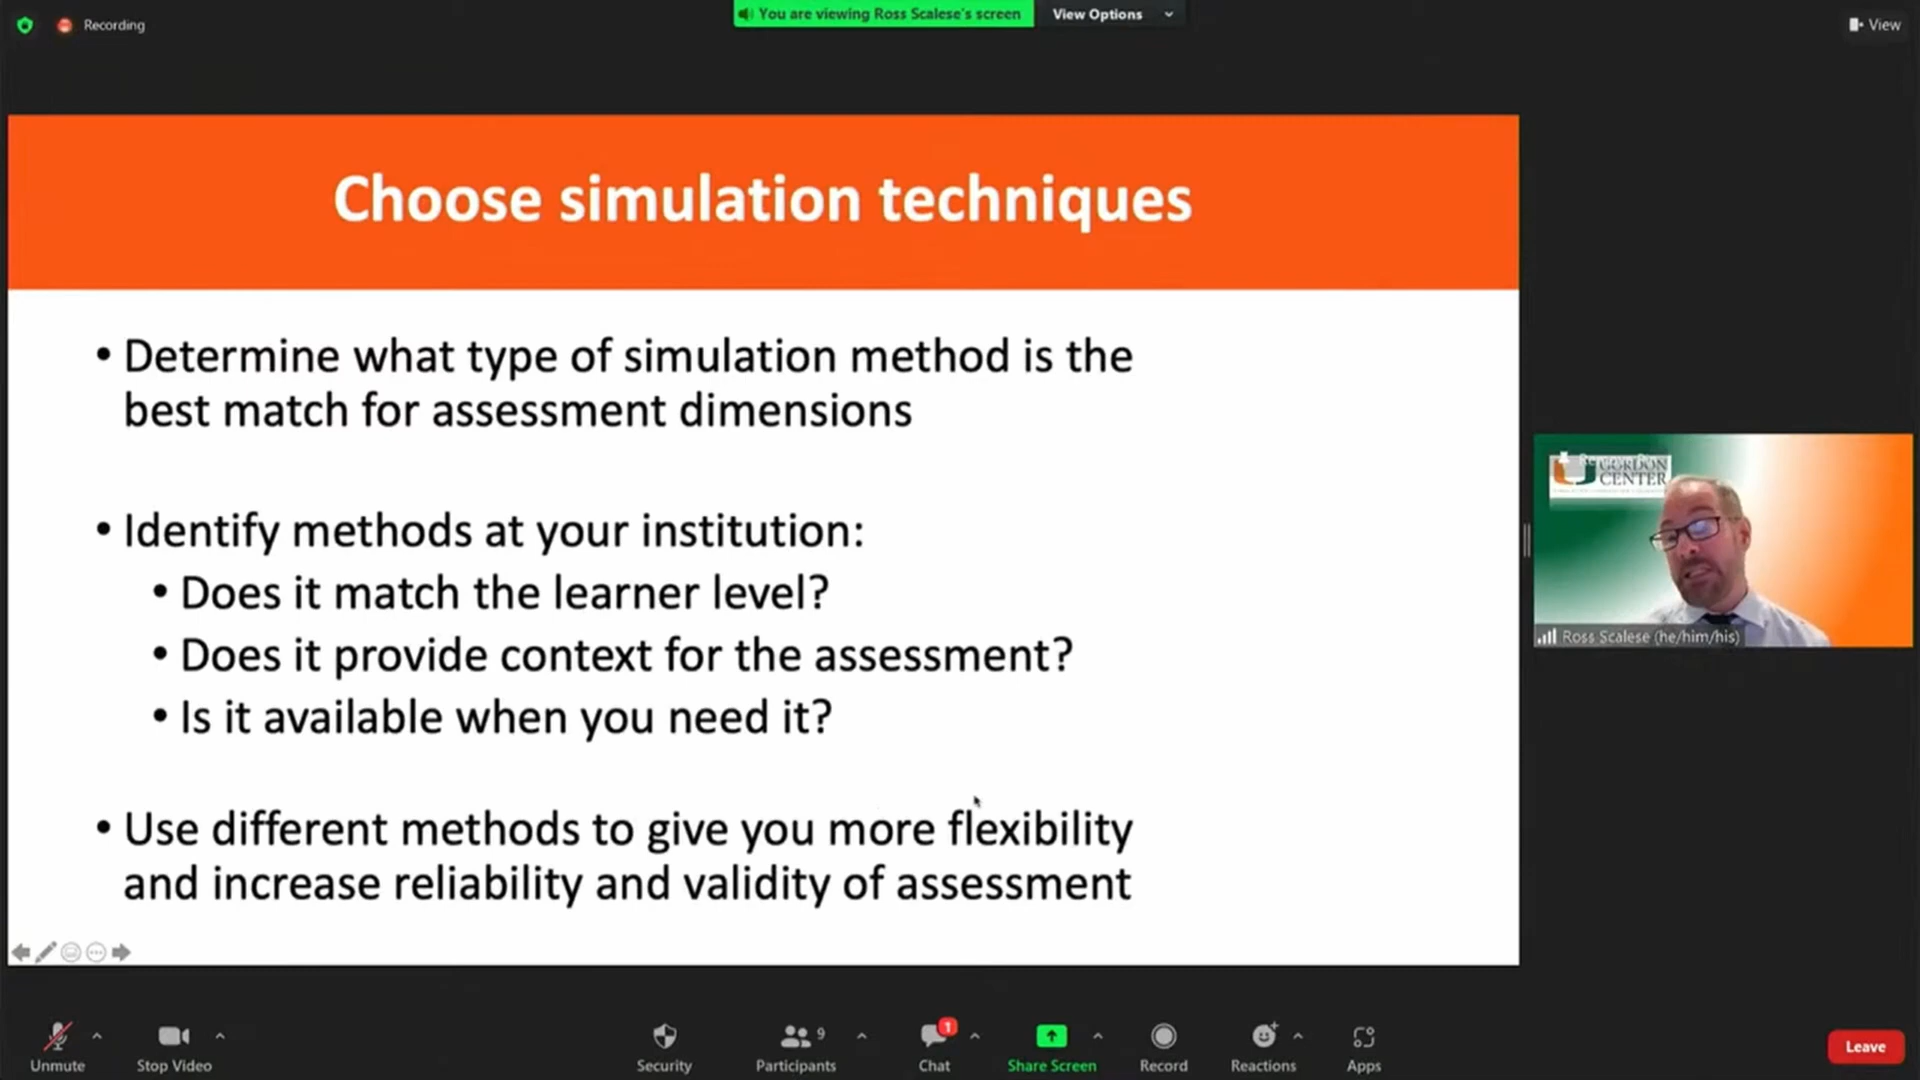 Recording
You are viewing Ross Scalese's screen
View Options
View
Choose simulation techniques
• Determine what type of simulation method is the
best match for assessment dimensions
• Identify methods at your institution:
• Does it match the learner level?
• Does it provide context for the assessment?
• Is it available when you need it?
• Use different methods to give you more flexibility
and increase reliability and validity of assessment
GORDON
CENTER
Ross Scalese (he/him/his)
Unmute
Stop Video
Security
9
Participants
1
Chat
Share Screen
Record
Reactions
Apps
Leave